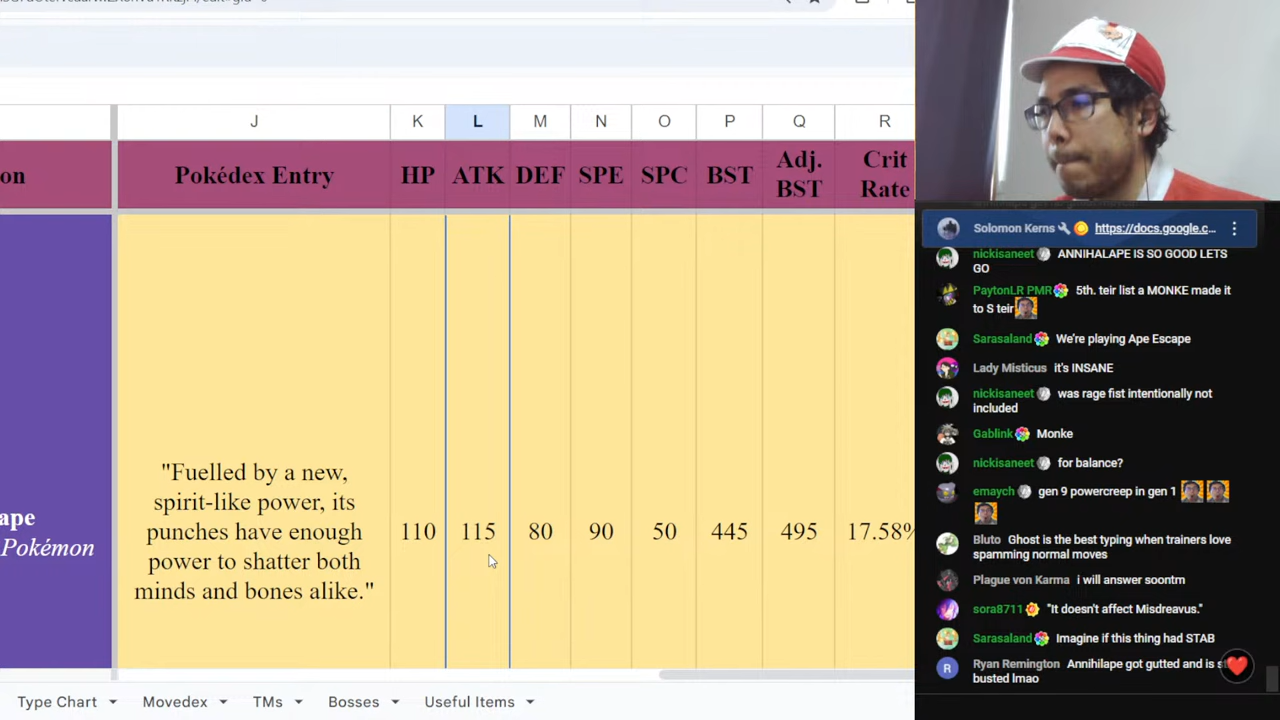 J K L M N O P Q R
on Pokédex Entry HP ATK DEF SPE SPC BST Adj. BST Crit Rate
"Fuelled by a new,
spirit-like power, its
punches have enough
power to shatter both
minds and bones alike."
ape
Pokémon
110 115 80 90 50 445 495 17.58%
Type Chart Movedex TMs Bosses Useful Items
Solomon Kerns https://docs.google.c...
nickisaneet ANNIHALAPE IS SO GOOD LETS
GO
PaytonLR PMR 5th. teir list a MONKE made it
to S teir
Sarasaland We're playing Ape Escape
Lady Misticus it's INSANE
nickisaneet was rage fist intentionally not
included
Gablink Monke
nickisaneet for balance?
emaych gen 9 powercreep in gen 1
Bluto Ghost is the best typing when trainers love
spamming normal moves
Plague von Karma i will answer soontm
sora8711 "It doesn't affect Misdreavus."
Sarasaland Imagine if this thing had STAB
R
Ryan Remington Annihilape got gutted and is
busted lmao